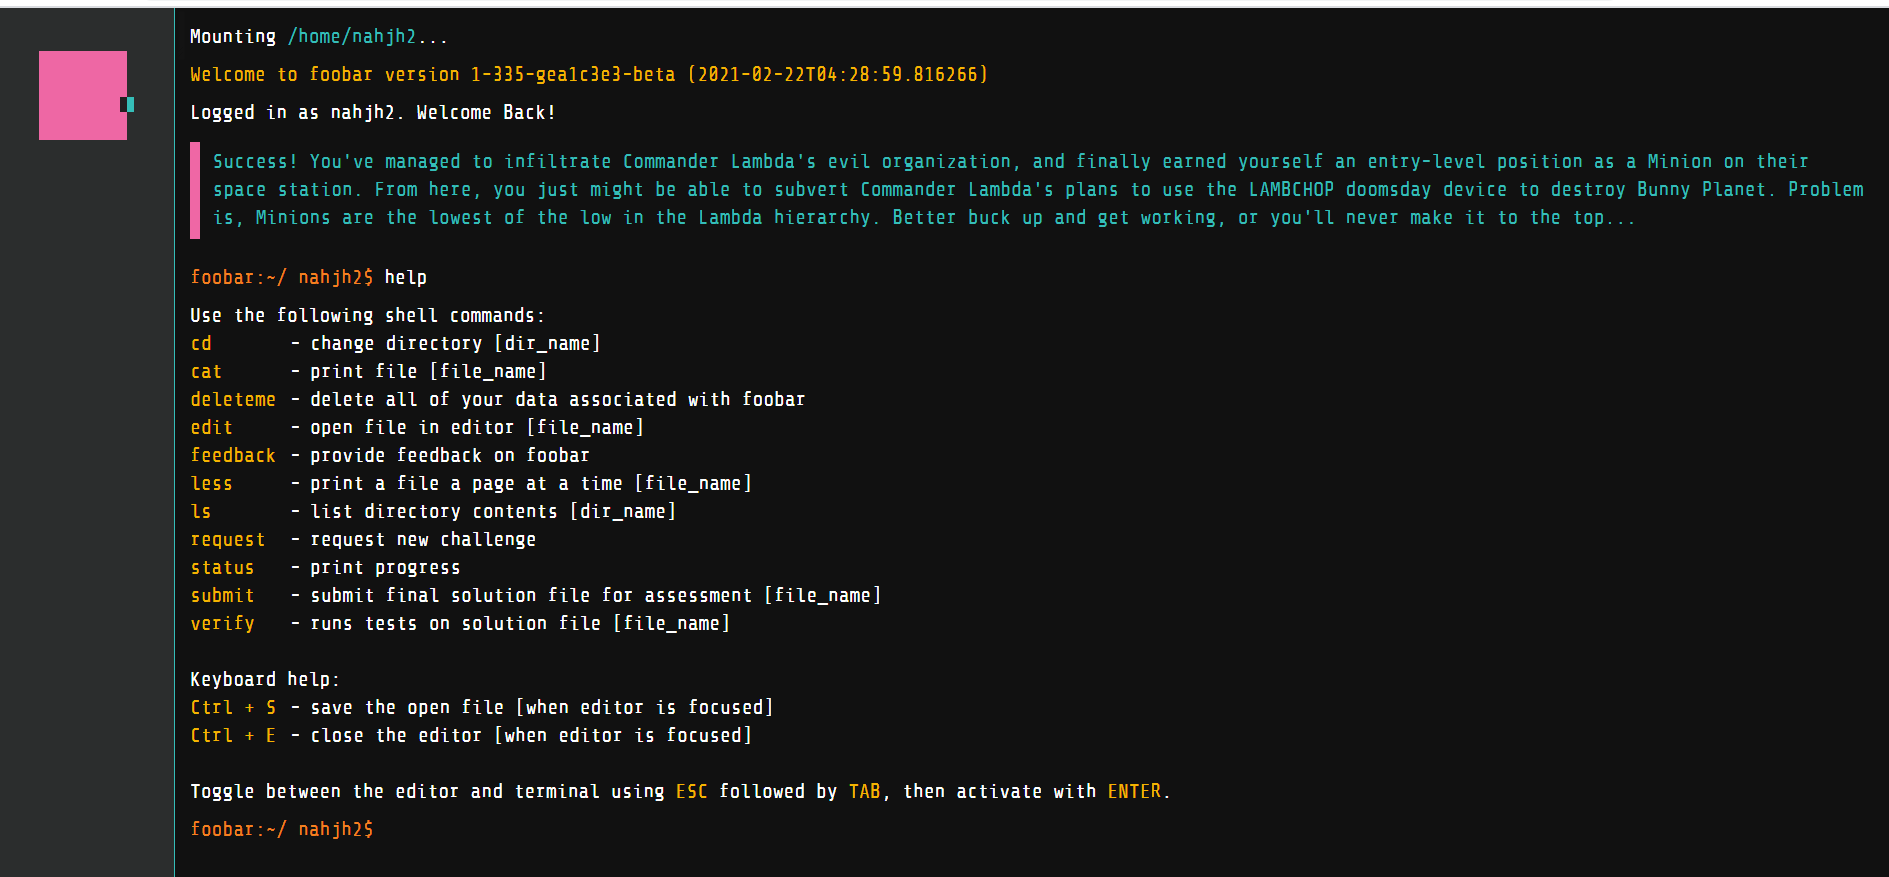 Mounting /home/nahjh2...
Welcome to foobar version 1-335-gea1c3e3-beta (2021-02-22T04:28:59.816266)
Logged in as nahjh2. Welcome Back!
Success! You've managed to infiltrate Commander Lambda's evil organization, and finally earned yourself an entry-level position as a Minion on their
space station. From here, you just might be able to subvert Commander Lambda's plans to use the LAMBCHOP doomsday device to destroy Bunny Planet. Problem
is, Minions are the lowest of the low in the Lambda hierarchy. Better buck up and get working, or you'll never make it to the top...
foobar:~/ nahjh2$ help
Use the following shell commands:
cd - change directory [dir_name]
cat - print file [file_name]
deleteme - delete all of your data associated with foobar
edit - open file in editor [file_name]
feedback - provide feedback on foobar
less - print a file a page at a time [file_name]
ls - list directory contents [dir_name]
request - request new challenge
status - print progress
submit - submit final solution file for assessment [file_name]
verify - runs tests on solution file [file_name]
Keyboard help:
Ctrl + S - save the open file [when editor is focused]
Ctrl + E - close the editor [when editor is focused]
Toggle between the editor and terminal using ESC followed by TAB, then activate with ENTER.
foobar:~/ nahjh2$